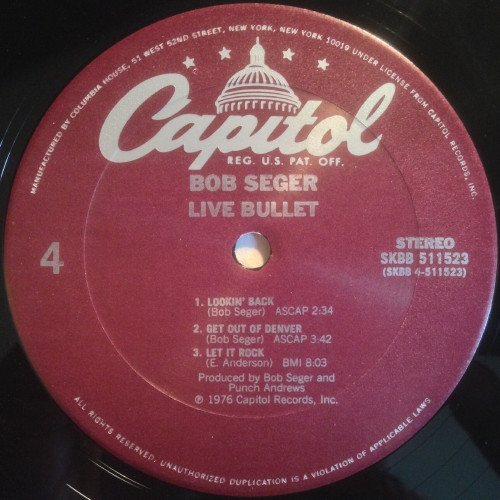 MANUFACTURED BY COLUMBIA HOUSE, 51 WEST 52ND STREET, NEW YORK, NEW YORK 10019 UNDER LICENSE FROM CAPITOL RECORDS, INC.
Capitol
REG. U.S. PAT. OFF.
BOB SEGER
LIVE BULLET
4
STEREO
SKBB 511523
(SKBB 4-511523)
1. LOOKIN' BACK
(Bob Seger) ASCAP 2:34
2. GET OUT OF DENVER
(Bob Seger) ASCAP 3:42
3. LET IT ROCK
(E. Anderson) BMI 8:03
Produced by Bob Seger and
Punch Andrews
℗ 1976 Capitol Records, Inc.
ALL RIGHTS RESERVED. UNAUTHORIZED DUPLICATION IS A VIOLATION OF APPLICABLE LAWS